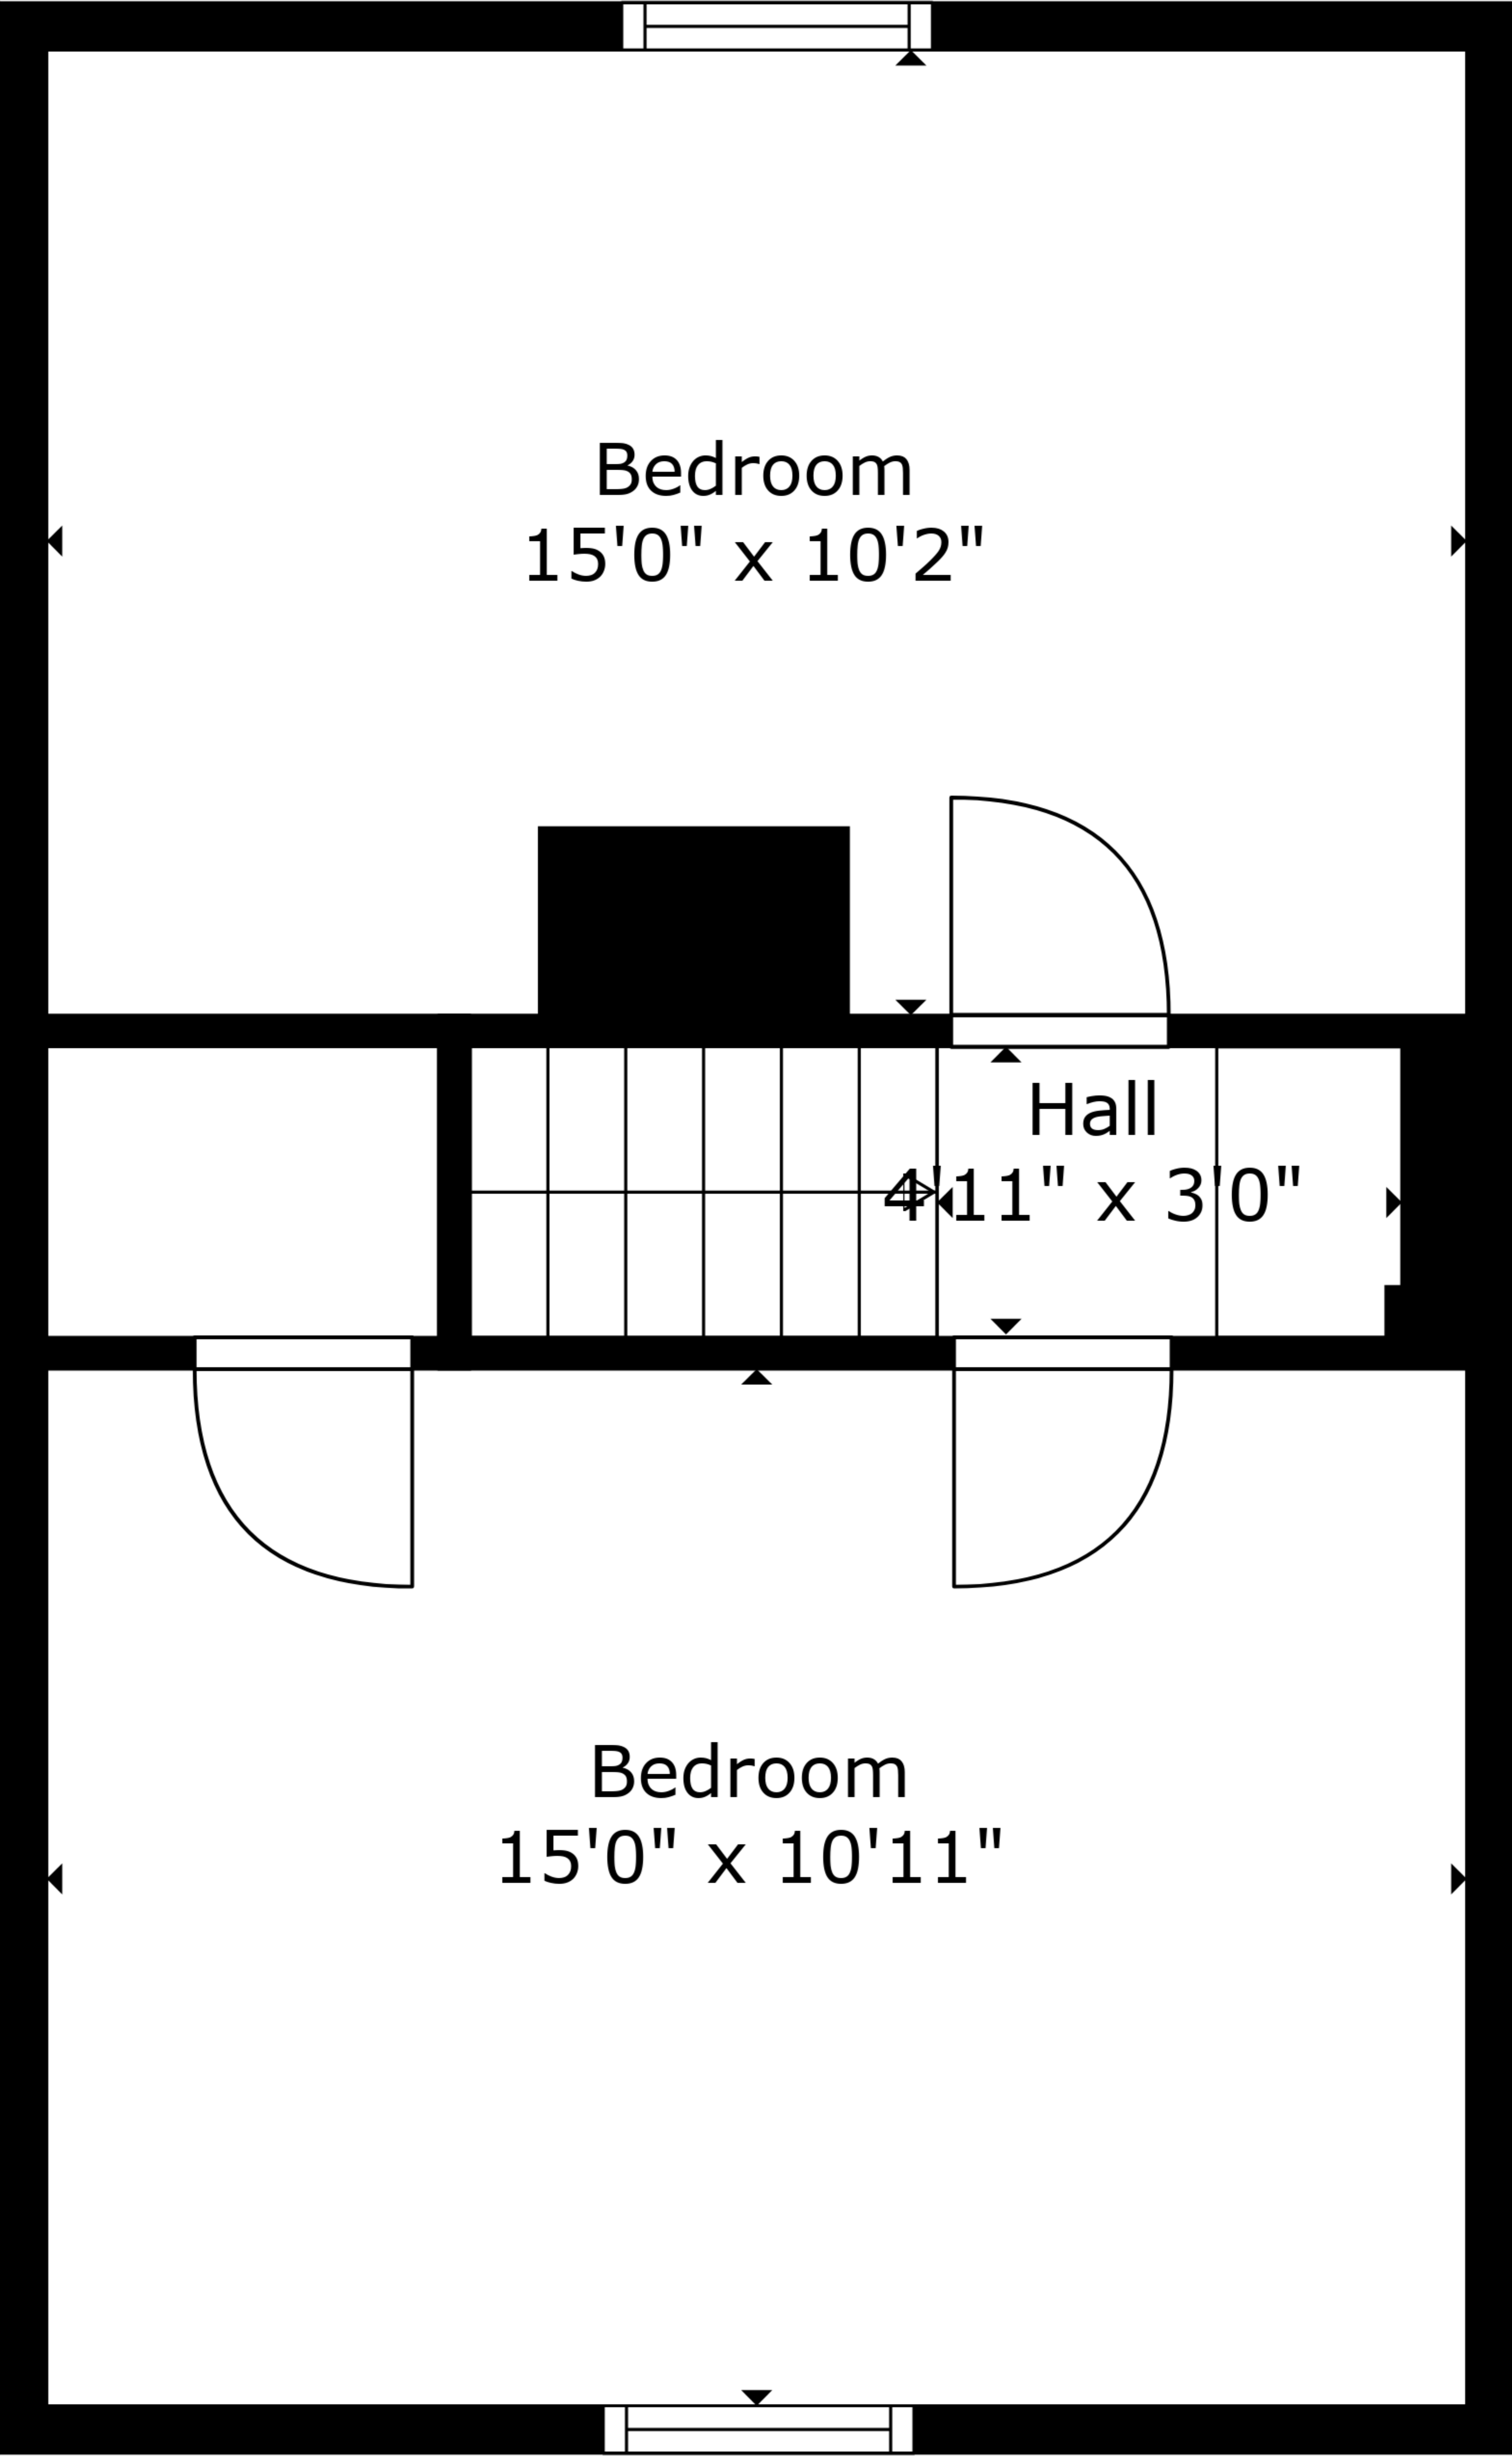 Bedroom
15'0" x 10'2"
Hall
4'11" x 3'0"
Bedroom
15'0" x 10'11"